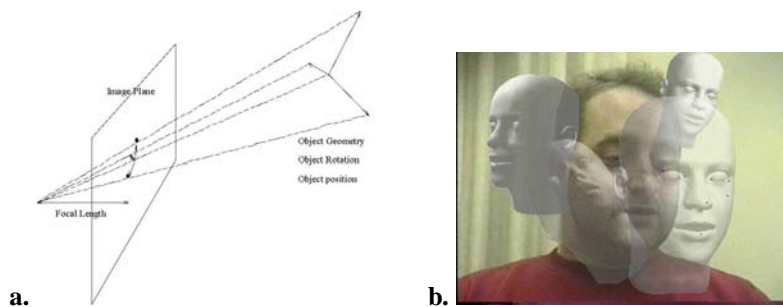 Image Plane
Object Geometry
Object Rotation
Object position
Focal Length
a.
b.